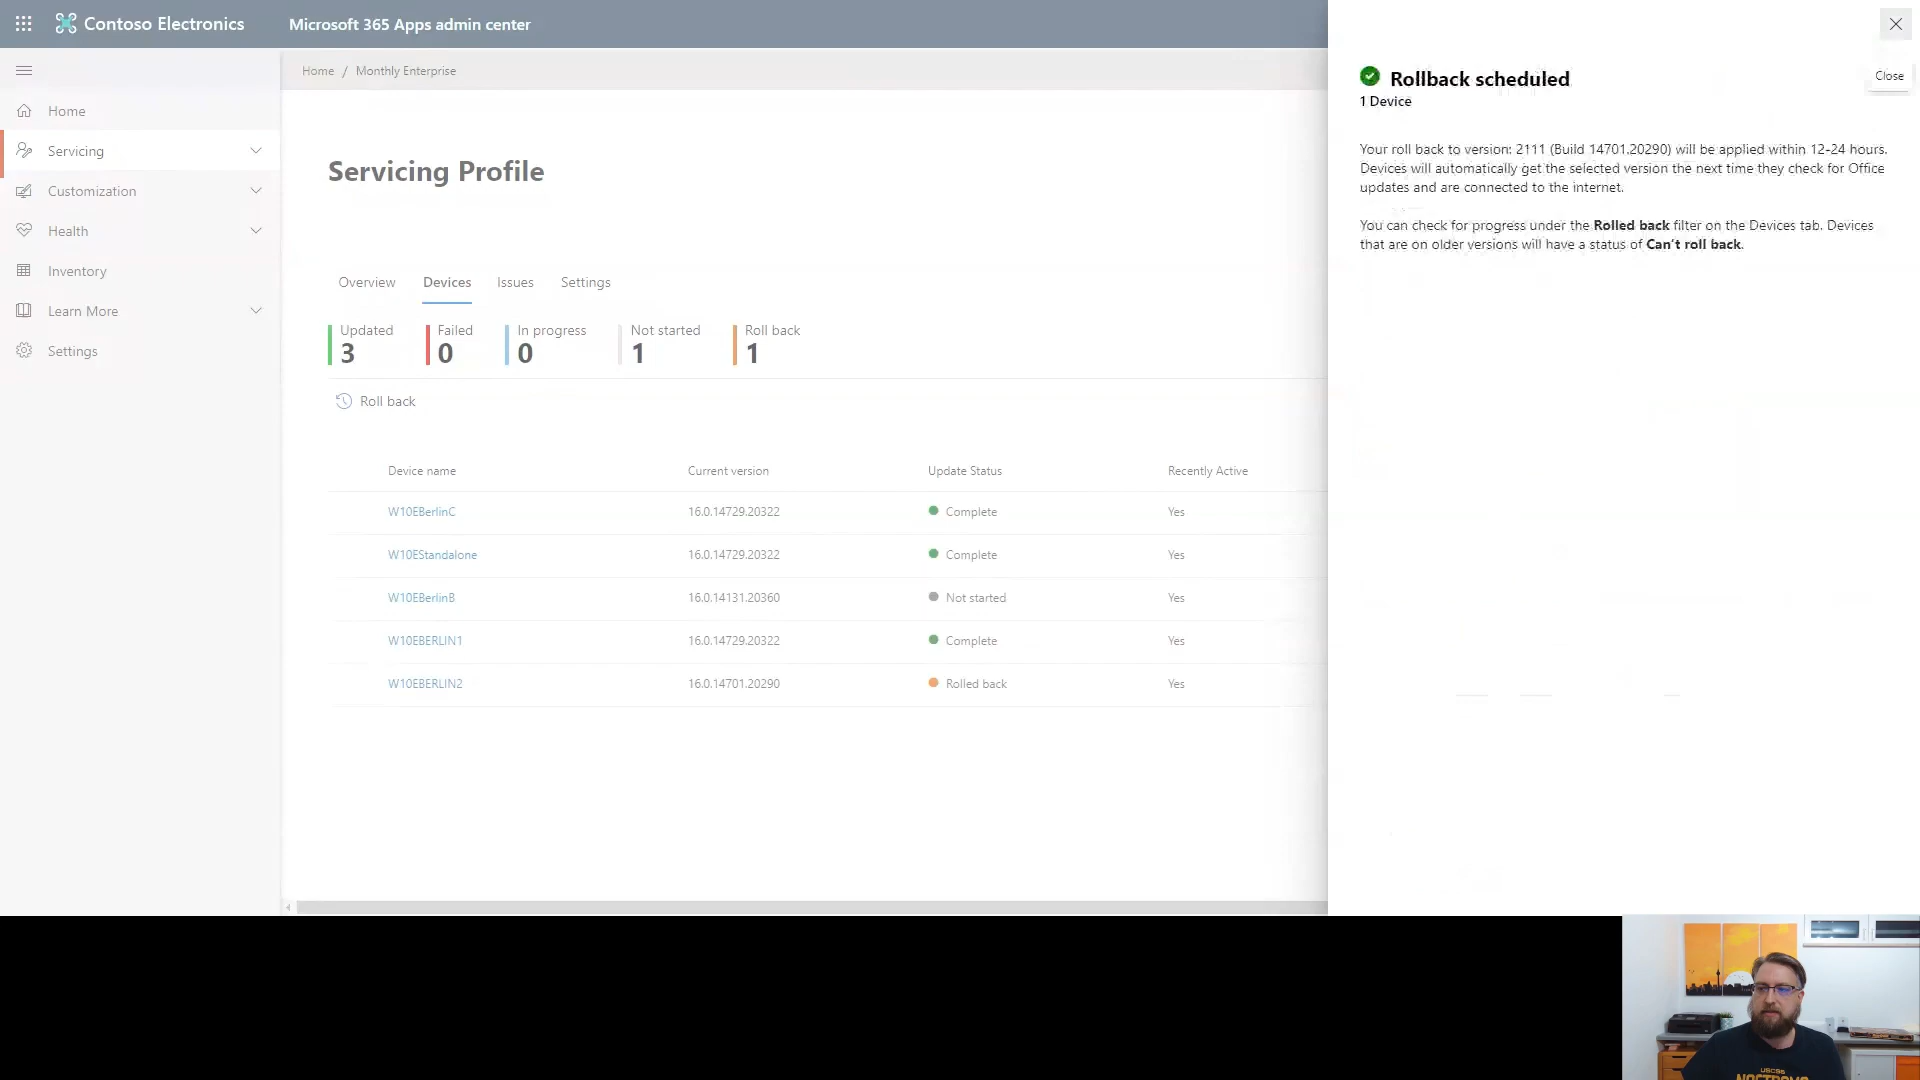 Contoso Electronics
Microsoft 365 Apps admin center
Home / Monthly Enterprise
Home
Servicing
Customization
Health
Inventory
Learn More
Settings
Servicing Profile
Overview Devices Issues Settings
Updated Failed In progress Not started Roll back
3 0 0 1 1
Roll back
Device name Current version Update Status Recently Active
W10EBerlinC 16.0.14729.20322 Complete Yes
W10EStandalone 16.0.14729.20322 Complete Yes
W10EBerlinB 16.0.14131.20360 Not started Yes
W10EBERLIN1 16.0.14729.20322 Complete Yes
W10EBERLIN2 16.0.14701.20290 Rolled back Yes
Close
Rollback scheduled
1 Device
Your roll back to version: 2111 (Build 14701.20290) will be applied within 12-24 hours.
Devices will automatically get the selected version the next time they check for Office
updates and are connected to the internet.
You can check for progress under the Rolled back filter on the Devices tab. Devices
that are on older versions will have a status of Can't roll back.
USCSS
NOSTROMO